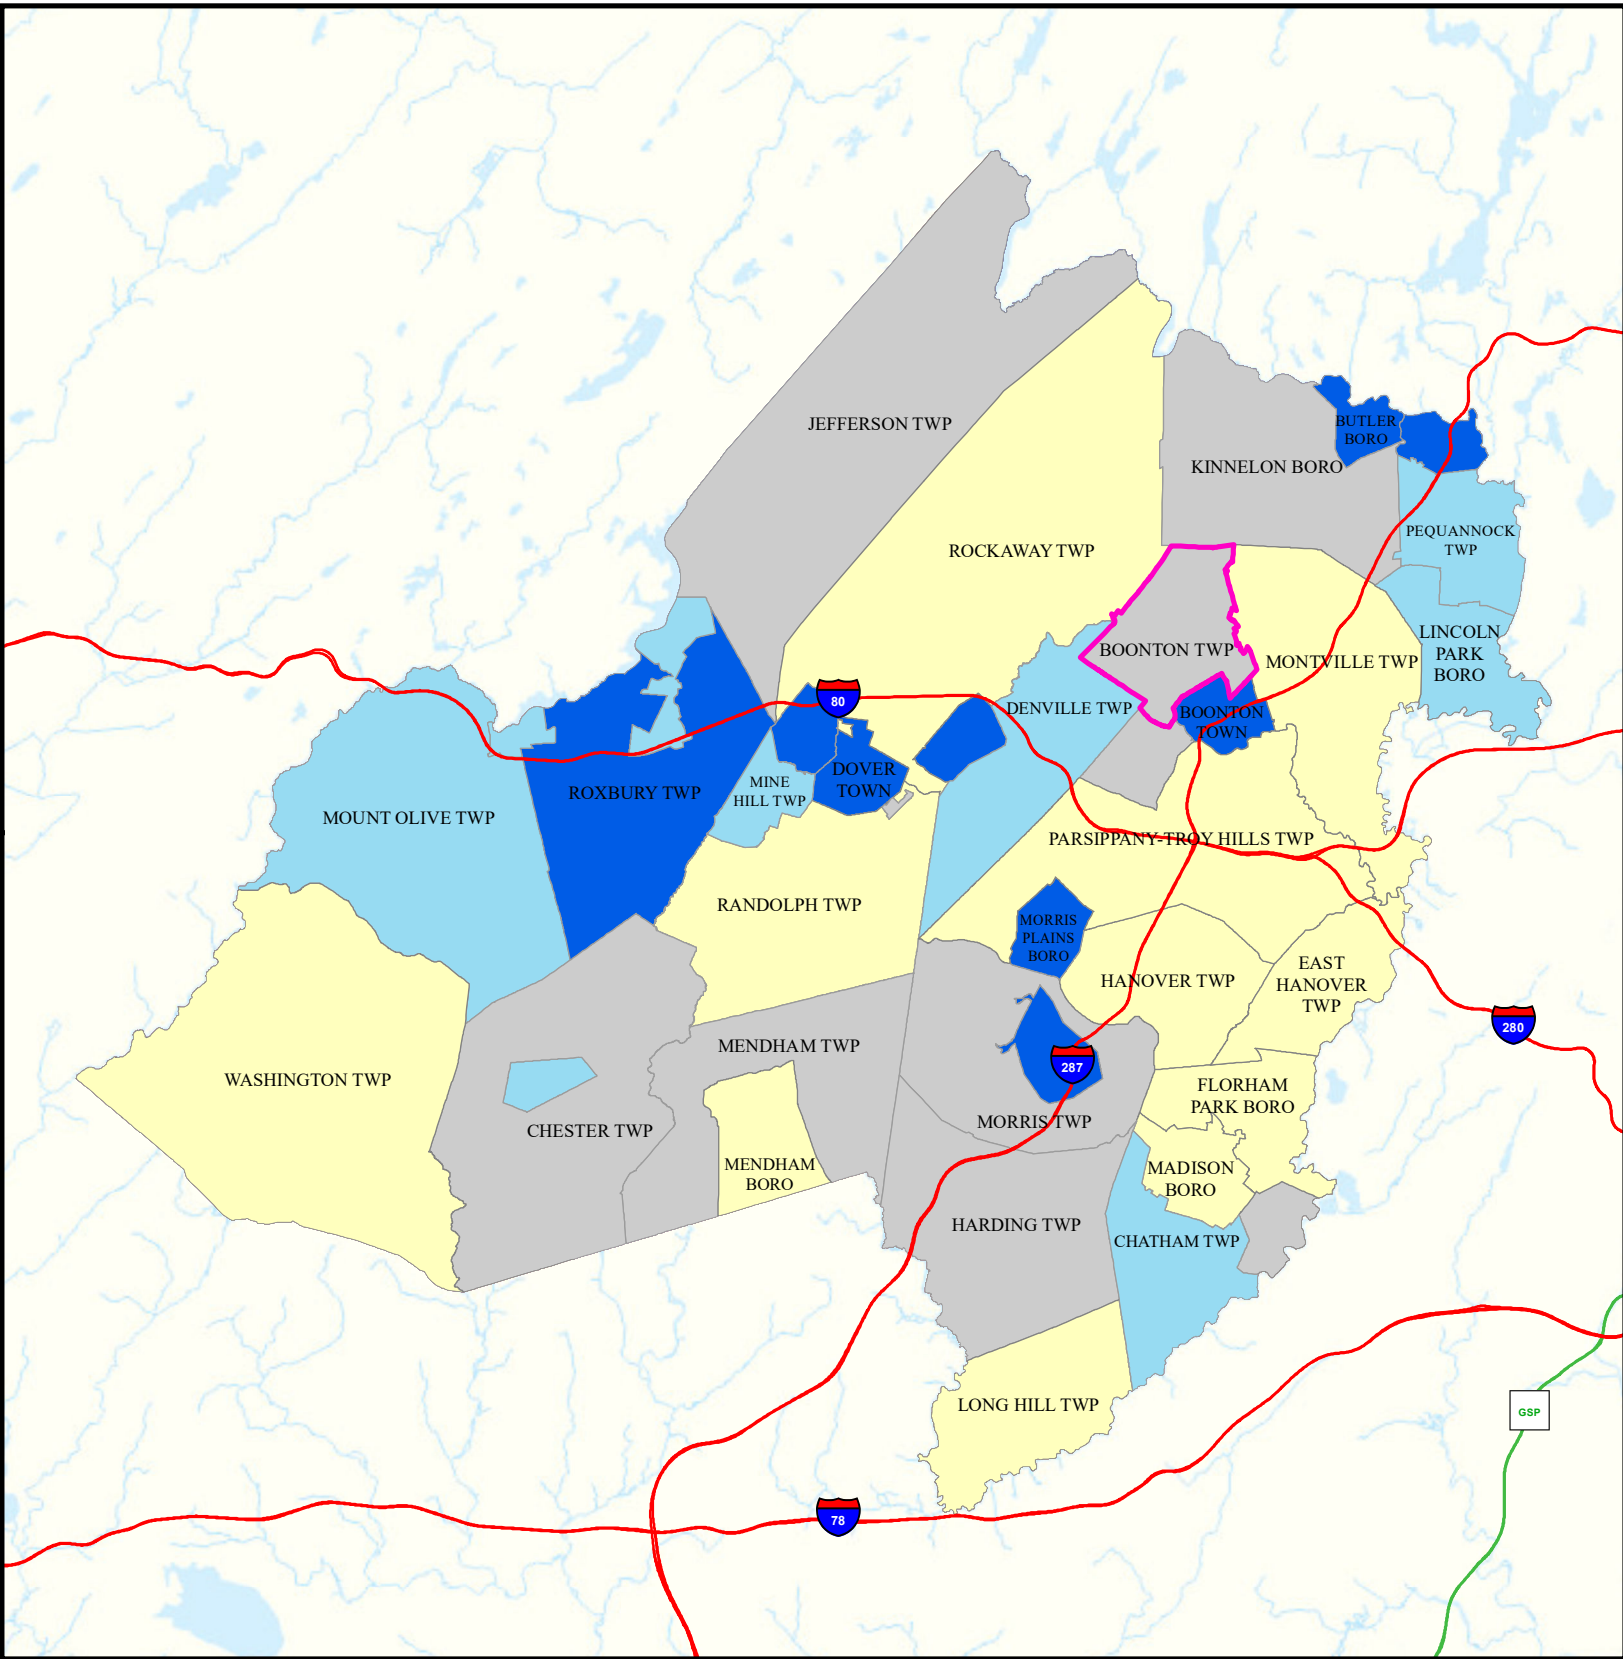 JEFFERSON TWP
BUTLER
BORO
KINNELON BORO
PEQUANNOCK
TWP
ROCKAWAY TWP
LINCOLN
PARK
BORO
BOONTON TWP
MONTVILLE TWP
80
DENVILLE TWP
BOONTON
TOWN
DOVER
TOWN
MINE
HILL TWP
ROXBURY TWP
MOUNT OLIVE TWP
PARSIPPANY-TROY HILLS TWP
RANDOLPH TWP
MORRIS
PLAINS
BORO
HANOVER TWP
EAST
HANOVER
TWP
280
MENDHAM TWP
287
WASHINGTON TWP
FLORHAM
PARK BORO
CHESTER TWP
MORRIS TWP
MENDHAM
BORO
MADISON
BORO
HARDING TWP
CHATHAM TWP
LONG HILL TWP
GSP
78